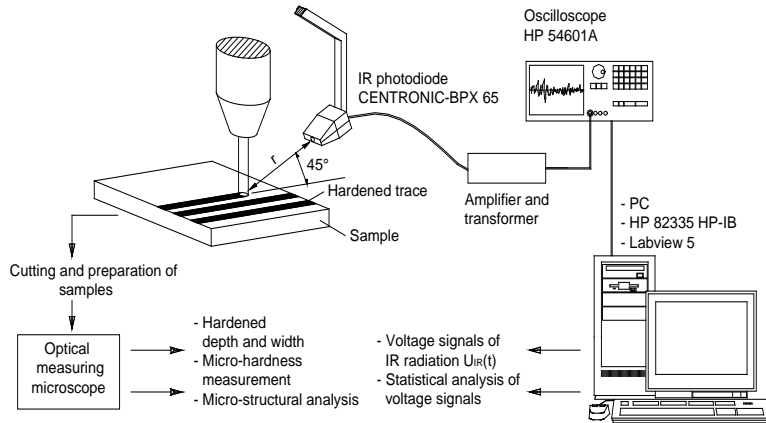 Oscilloscope
HP 54601A
IR photodiode
CENTRONIC-BPX 65
r
45°
Hardened trace
Sample
Amplifier and
transformer
- PC
- HP 82335 HP-IB
- Labview 5
Cutting and preparation of
samples
Optical
measuring
microscope
- Hardened
depth and width
- Micro-hardness
measurement
- Micro-structural analysis
- Voltage signals of
IR radiation UIR(t)
- Statistical analysis of
voltage signals